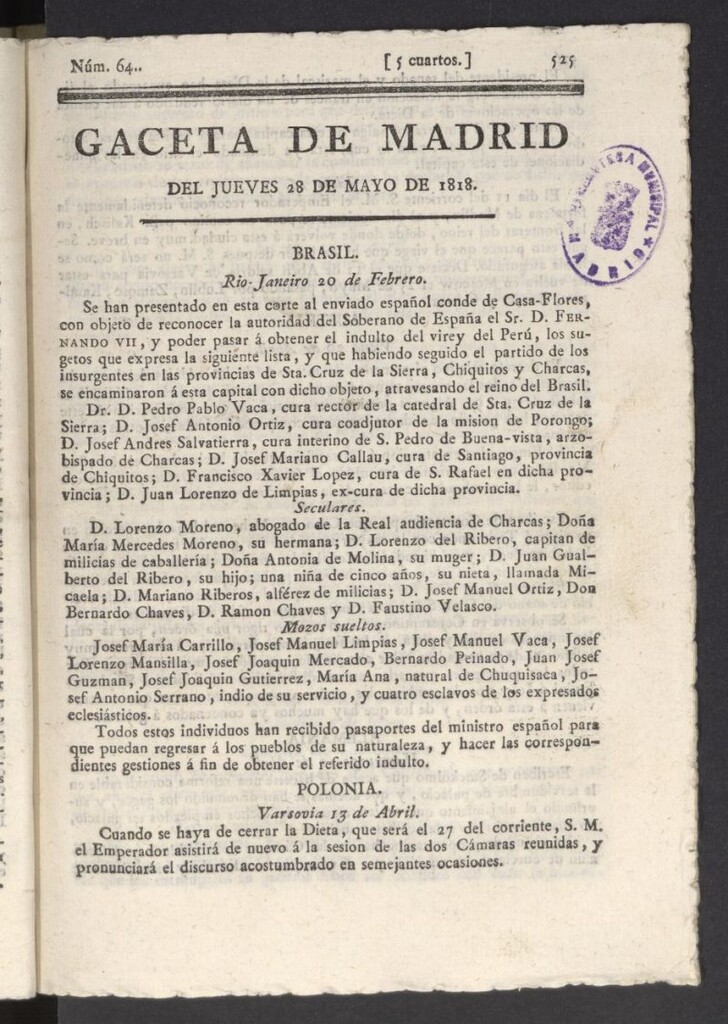 Núm. 64..
[ 5 cuartos. ]
525
GACETA DE MADRID
DEL JUEVES 28 DE MAYO DE 1818.
MUNICIPAL
MADRID
BRASIL.
Rio-Janeiro 20 de Febrero.
Se han presentado en esta corte al enviado español conde de Casa-Flores,
con objeto de reconocer la autoridad del Soberano de España el Sr. D. FER-
NANDO VII, y poder pasar á obtener el indulto del virey del Perú, los su-
getos que expresa la siguiente lista, y que habiendo seguido el partido de los
insurgentes en las provincias de Sta. Cruz de la Sierra, Chiquitos y Charcas,
se encaminaron á esta capital con dicho objeto, atravesando el reino del Brasil.
Dr. D. Pedro Pablo Vaca, cura rector de la catedral de Sta. Cruz de la
Sierra; D. Josef Antonio Ortiz, cura coadjutor de la mision de Porongo;
D. Josef Andres Salvatierra, cura interino de S. Pedro de Buena-vista, arzo-
bispado de Charcas; D. Josef Mariano Callau, cura de Santiago, provincia
de Chiquitos; D. Francisco Xavier Lopez, cura de S. Rafael en dicha pro-
vincia; D. Juan Lorenzo de Limpias, ex-cura de dicha provincia.
Seculares.
D. Lorenzo Moreno, abogado de la Real audiencia de Charcas; Doña
María Mercedes Moreno, su hermana; D. Lorenzo del Ribero, capitan de
milicias de caballería; Doña Antonia de Molina, su muger; D. Juan Gual-
berto del Ribero, su hijo; una niña de cinco años, su nieta, llamada Mi-
caela; D. Mariano Riberos, alférez de milicias; D. Josef Manuel Ortiz, Don
Bernardo Chaves, D. Ramon Chaves y D. Faustino Velasco.
Mozos sueltos.
Josef María Carrillo, Josef Manuel Limpias, Josef Manuel Vaca, Josef
Lorenzo Mansilla, Josef Joaquin Mercado, Bernardo Peinado, Juan Josef
Guzman, Josef Joaquin Gutierrez, María Ana, natural de Chuquisaca, Jo-
sef Antonio Serrano, indio de su servicio, y cuatro esclavos de los expresados
eclesiásticos.
Todos estos individuos han recibido pasaportes del ministro español para
que puedan regresar á los pueblos de su naturaleza, y hacer las correspon-
dientes gestiones á fin de obtener el referido indulto.
POLONIA.
Varsovia 13 de Abril.
Cuando se haya de cerrar la Dieta, que será el 27 del corriente, S. M.
el Emperador asistirá de nuevo á la sesion de las dos Cámaras reunidas, y
pronunciará el discurso acostumbrado en semejantes ocasiones.